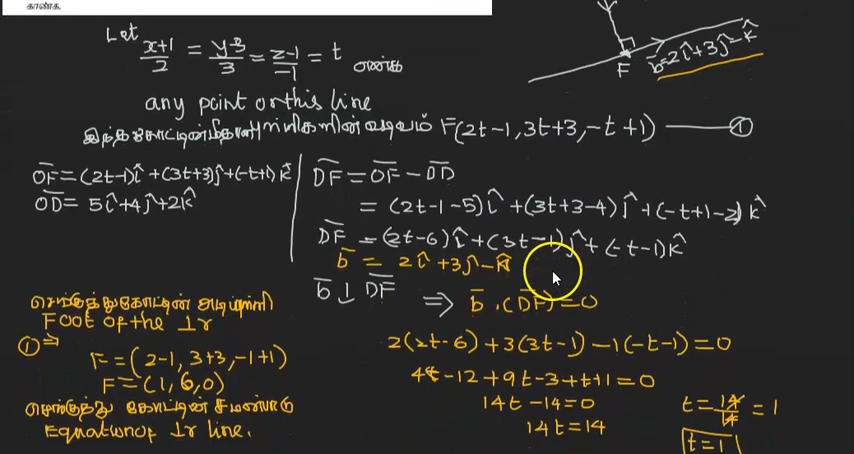 காண்க.
Let
x+1/2 = y-3/3 = z-1/-1 = t என்க
b̄=2î+3ĵ-k̂
F
any point on this line
F(2t-1, 3t+3, -t+1) ——— ①
OF̄ = (2t-1)î+(3t+3)ĵ+(-t+1)k̂
OD̄ = 5î+4ĵ+2k̂
DF̄ = OF̄ - OD̄
= (2t-1-5)î+(3t+3-4)ĵ+(-t+1-2)k̂
DF̄ = (2t-6)î+(3t-1)ĵ+(-t-1)k̂
b̄ = 2î+3ĵ-k̂
b̄ ⊥ DF̄ ⇒ b̄ . (DF̄) = 0
2(2t-6)+3(3t-1)-1(-t-1)=0
4t-12+9t-3+t+1=0
14t-14=0
14t=14
t=14/14=1
t=1
செங்குத்துகோட்டின் அடிப்புள்ளி
Foot of the ⊥r
① ⇒
F=(2-1, 3+3, -1+1)
F=(1, 6, 0)
செங்குத்து கோட்டின் சமன்பாடு
Equation of ⊥r line.